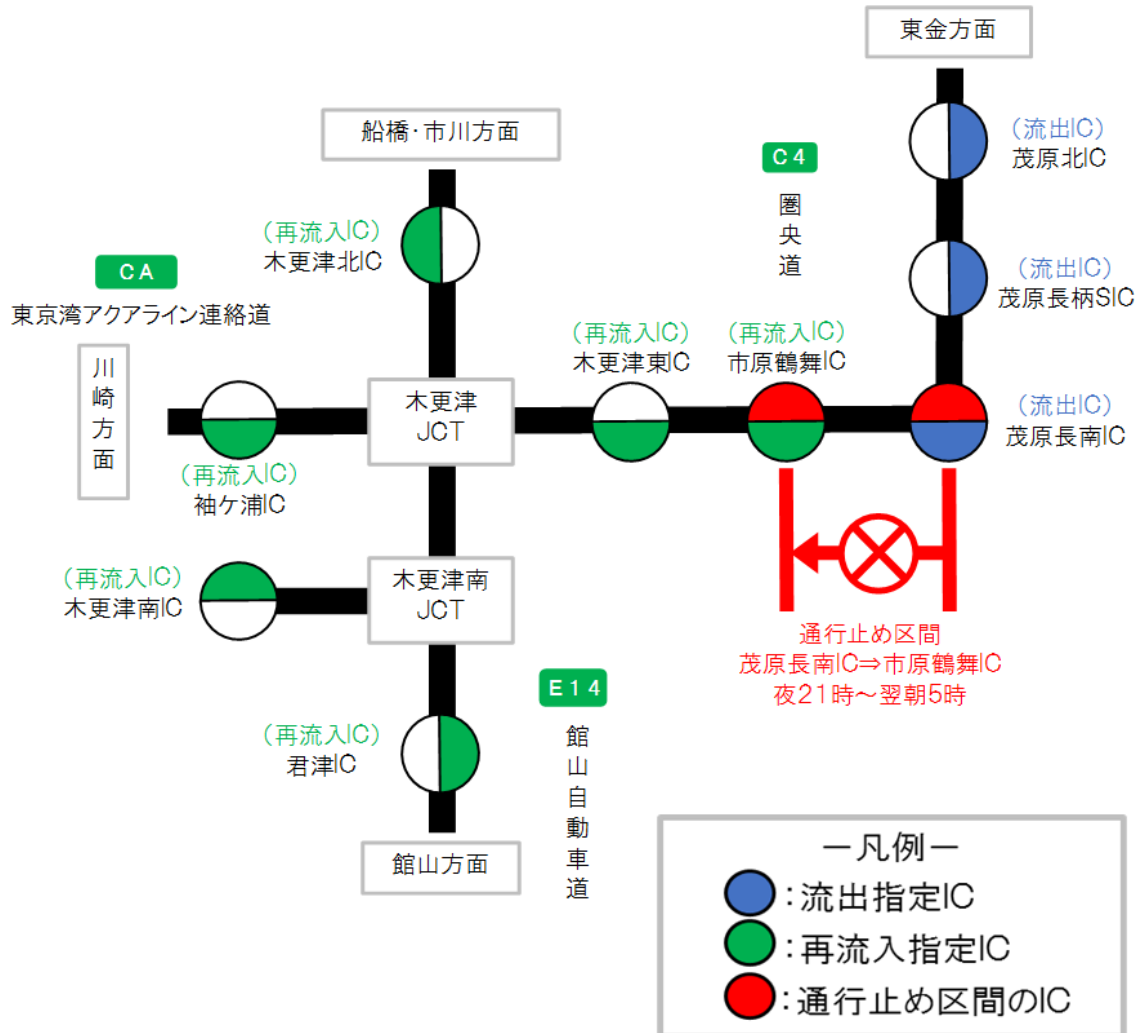 東金方面
船橋・市川方面
(流出IC)
茂原北IC
C4
圏央道
(再流入IC)
木更津北IC
CA
東京湾アクアライン連絡道
(流出IC)
茂原長柄SIC
川崎方面
(再流入IC)
木更津東IC
(再流入IC)
市原鶴舞IC
木更津
JCT
(流出IC)
茂原長南IC
(再流入IC)
袖ケ浦IC
(再流入IC)
木更津南IC
木更津南
JCT
通行止め区間
茂原長南IC⇒市原鶴舞IC
夜21時～翌朝5時
E14
館山自動車道
(再流入IC)
君津IC
館山方面
－凡例－
：流出指定IC
：再流入指定IC
：通行止め区間のIC